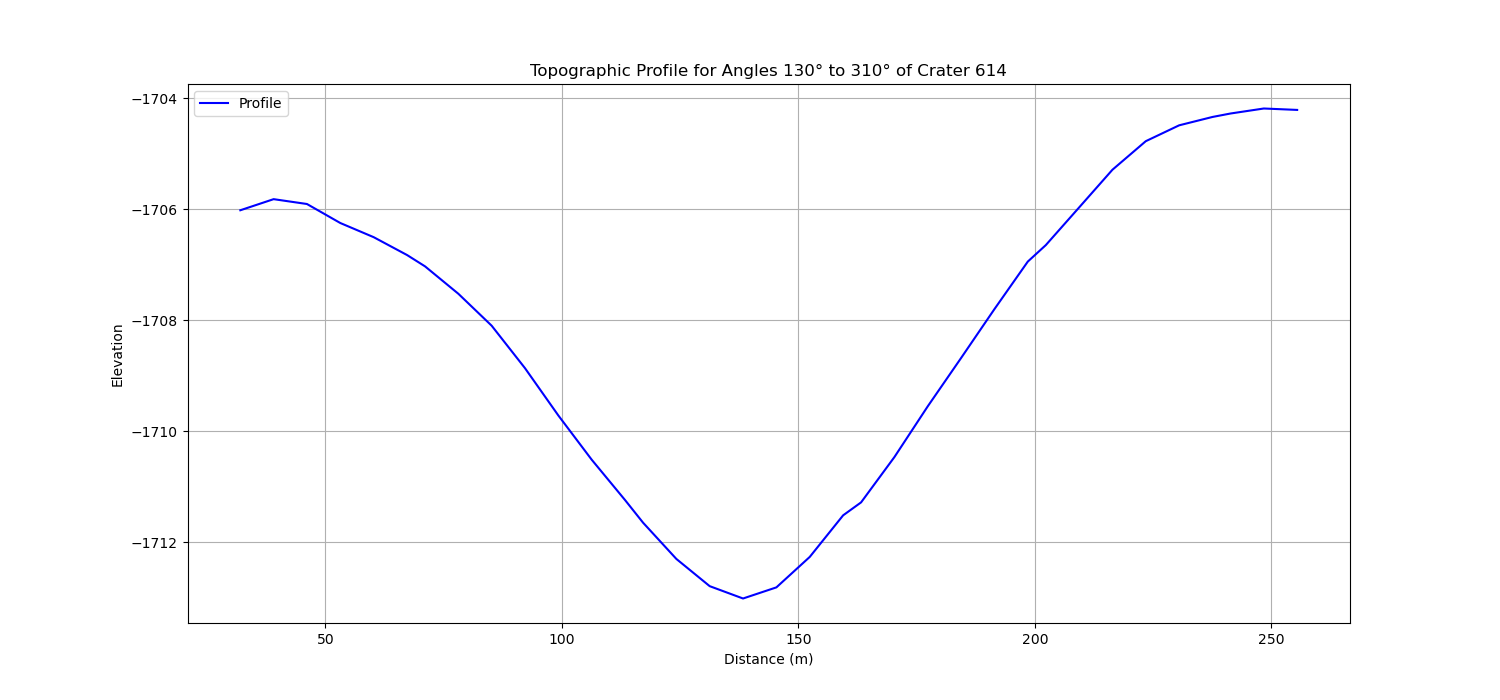 Topographic Profile for Angles 130° to 310° of Crater 614
Profile
−1704
−1706
−1708
−1710
−1712
Elevation
50
100
150
200
250
Distance (m)